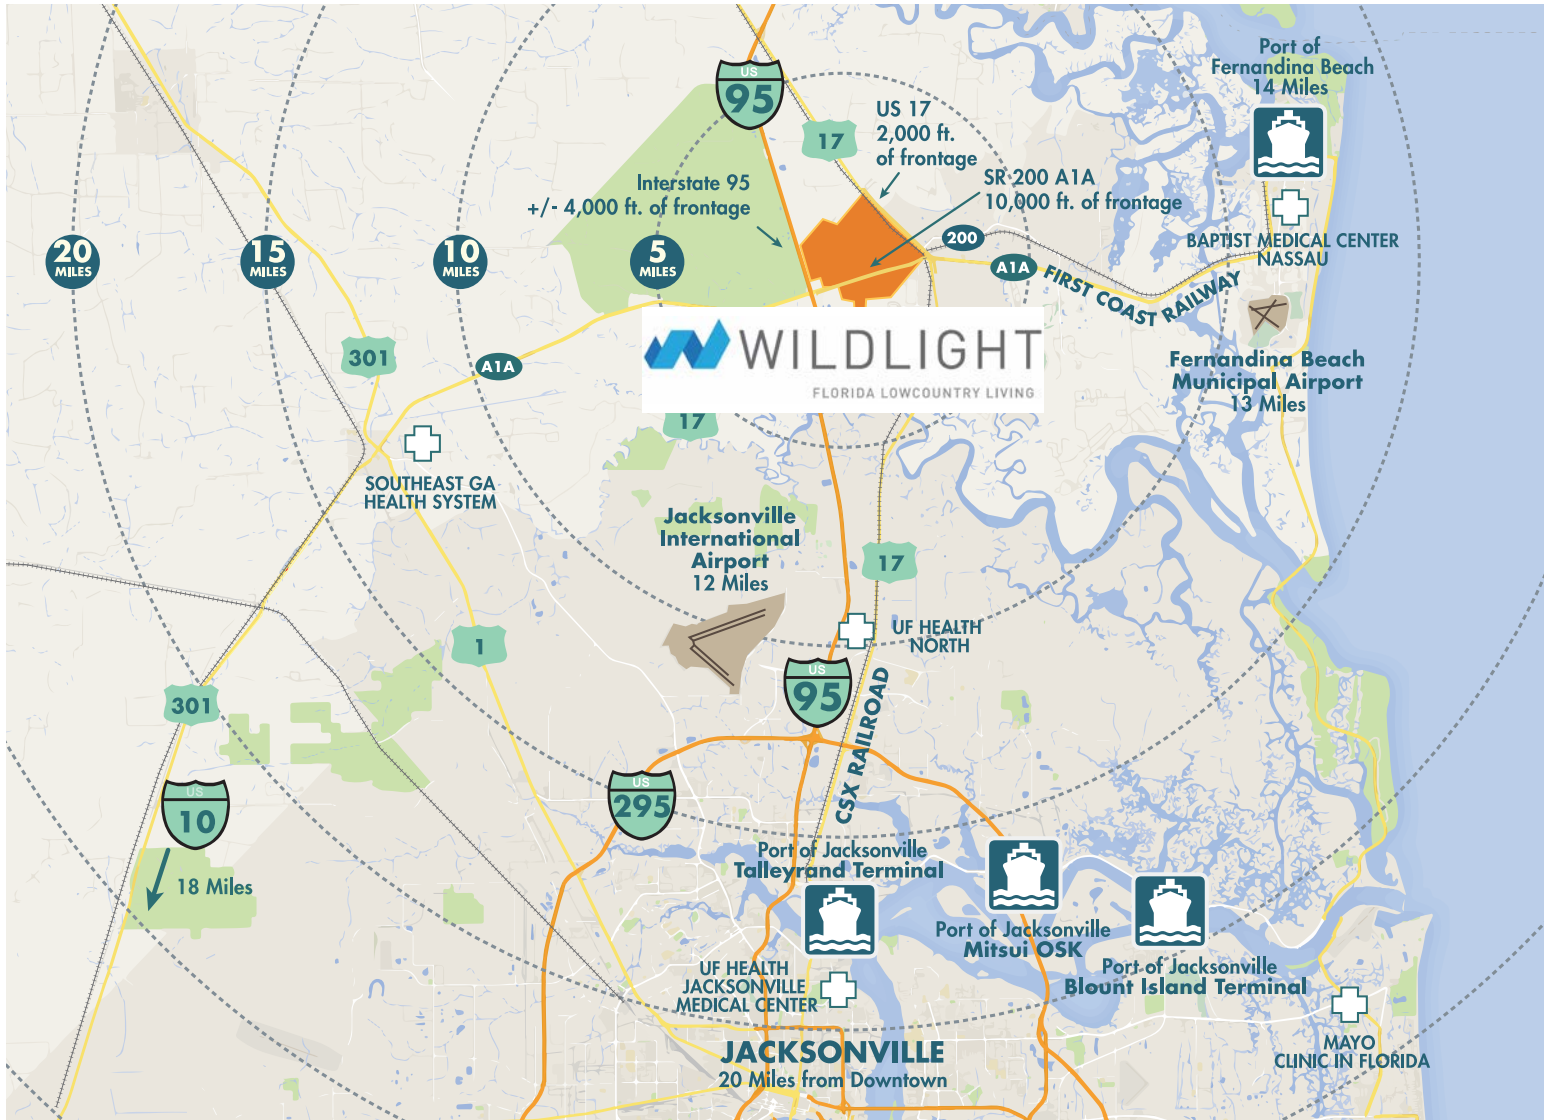 Port of
Fernandina Beach
14 Miles
US
95
US 17
2,000 ft.
of frontage
17
Interstate 95
+/- 4,000 ft. of frontage
SR 200 A1A
10,000 ft. of frontage
BAPTIST MEDICAL CENTER
NASSAU
20
MILES
15
MILES
10
MILES
5
MILES
200
A1A
FIRST COAST RAILWAY
WILDLIGHT
FLORIDA LOWCOUNTRY LIVING
301
A1A
Fernandina Beach
Municipal Airport
13 Miles
17
SOUTHEAST GA
HEALTH SYSTEM
Jacksonville
International
Airport
12 Miles
17
UF HEALTH
NORTH
1
US
95
301
CSX RAILROAD
US
295
US
10
18 Miles
Port of Jacksonville
Talleyrand Terminal
Port of Jacksonville
Mitsui OSK
Port of Jacksonville
Blount Island Terminal
UF HEALTH
JACKSONVILLE
MEDICAL CENTER
MAYO
CLINIC IN FLORIDA
JACKSONVILLE
20 Miles from Downtown